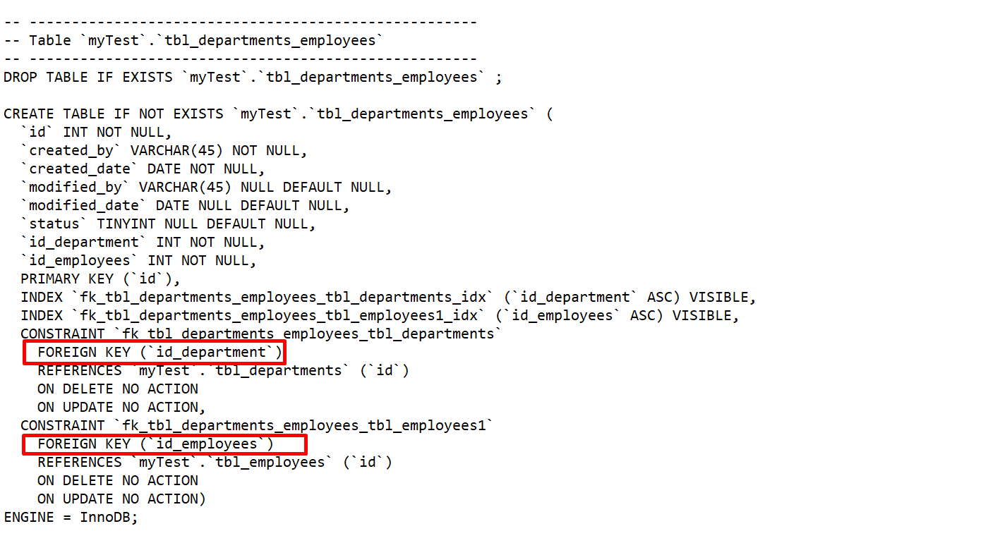 -- -----------------------------------------------------
-- Table `myTest`.`tbl_departments_employees`
-- -----------------------------------------------------
DROP TABLE IF EXISTS `myTest`.`tbl_departments_employees` ;

CREATE TABLE IF NOT EXISTS `myTest`.`tbl_departments_employees` (
  `id` INT NOT NULL,
  `created_by` VARCHAR(45) NOT NULL,
  `created_date` DATE NOT NULL,
  `modified_by` VARCHAR(45) NULL DEFAULT NULL,
  `modified_date` DATE NULL DEFAULT NULL,
  `status` TINYINT NULL DEFAULT NULL,
  `id_department` INT NOT NULL,
  `id_employees` INT NOT NULL,
  PRIMARY KEY (`id`),
  INDEX `fk_tbl_departments_employees_tbl_departments_idx` (`id_department` ASC) VISIBLE,
  INDEX `fk_tbl_departments_employees_tbl_employees1_idx` (`id_employees` ASC) VISIBLE,
  CONSTRAINT `fk_tbl_departments_employees_tbl_departments`
    FOREIGN KEY (`id_department`)
    REFERENCES `myTest`.`tbl_departments` (`id`)
    ON DELETE NO ACTION
    ON UPDATE NO ACTION,
  CONSTRAINT `fk_tbl_departments_employees_tbl_employees1`
    FOREIGN KEY (`id_employees`)
    REFERENCES `myTest`.`tbl_employees` (`id`)
    ON DELETE NO ACTION
    ON UPDATE NO ACTION)
ENGINE = InnoDB;